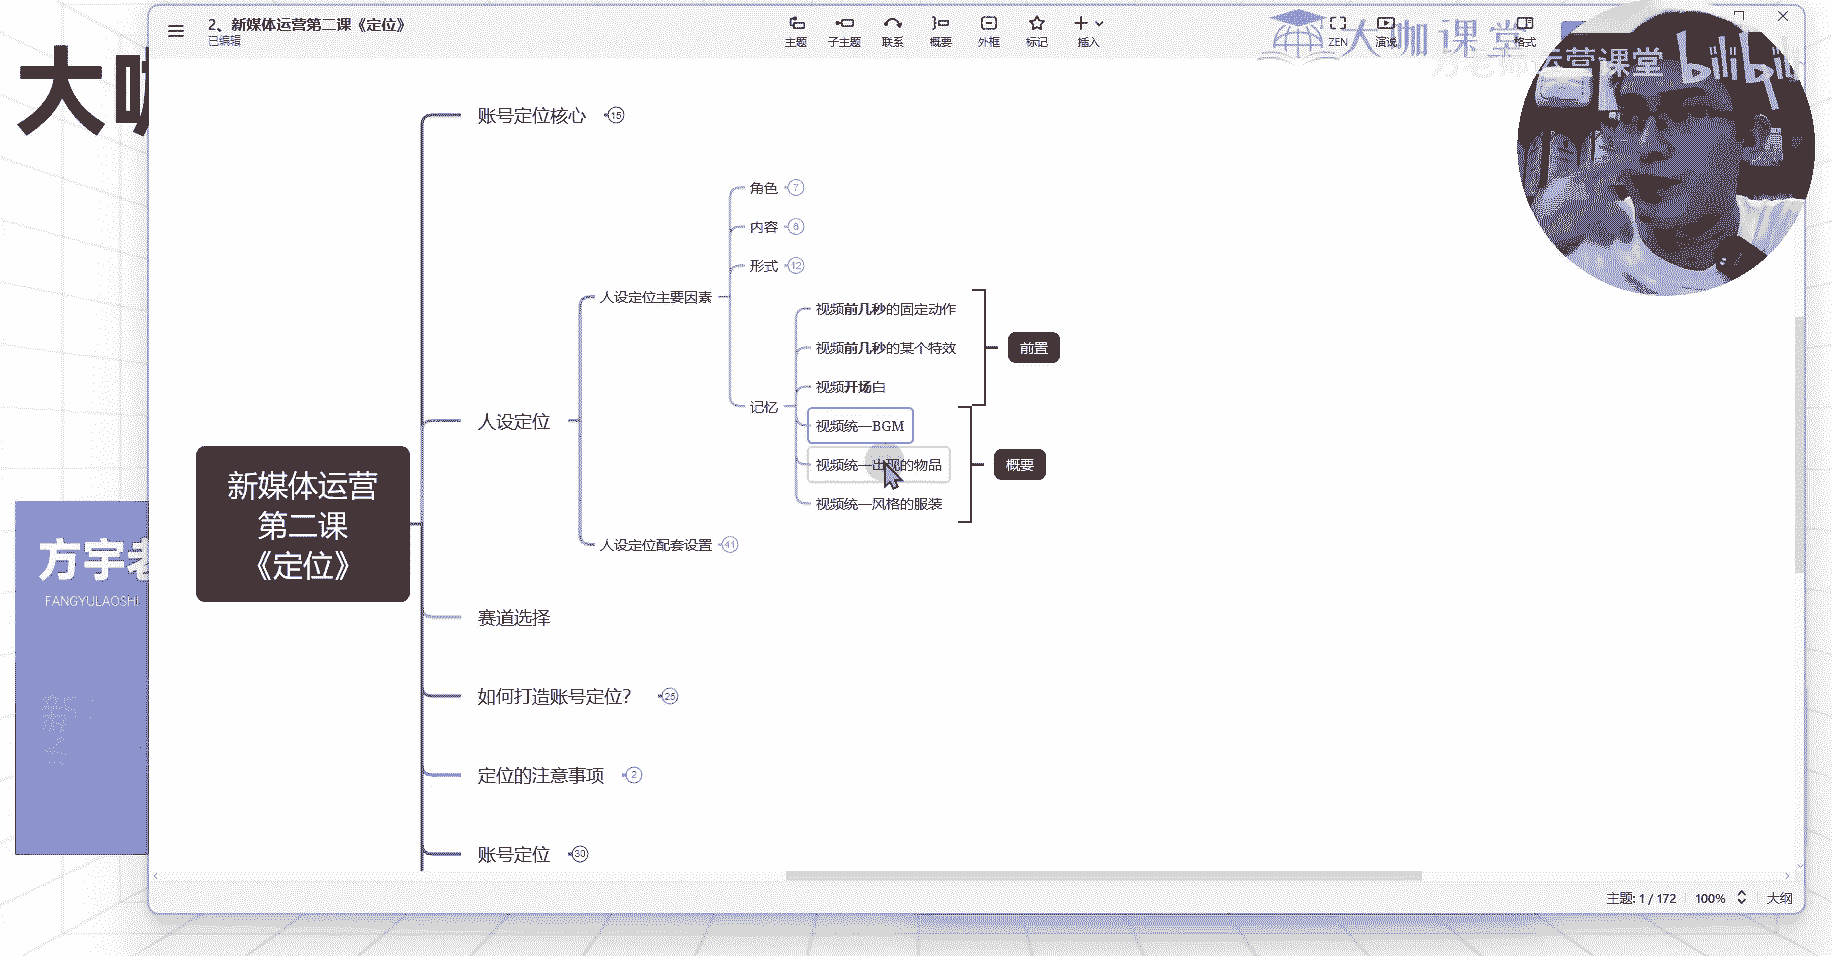 2、新媒体运营第二课《定位》
已编辑
主题
子主题
联系
概要
外框
标记
插入
ZEN
演说
格式
大咖课堂
运营课堂
bilibili
大咖
账号定位核心
15
角色
7
内容
6
形式
12
人设定位主要因素
视频前几秒的固定动作
视频前几秒的某个特效
前置
视频开场白
记忆
人设定位
视频统一BGM
视频统一出现的物品
概要
视频统一风格的服装
新媒体运营
第二课
《定位》
人设定位配套设置
41
方宇老
FANGYULAOSHI
赛道选择
如何打造账号定位？
25
定位的注意事项
2
账号定位
30
主题: 1 / 172
100%
大纲